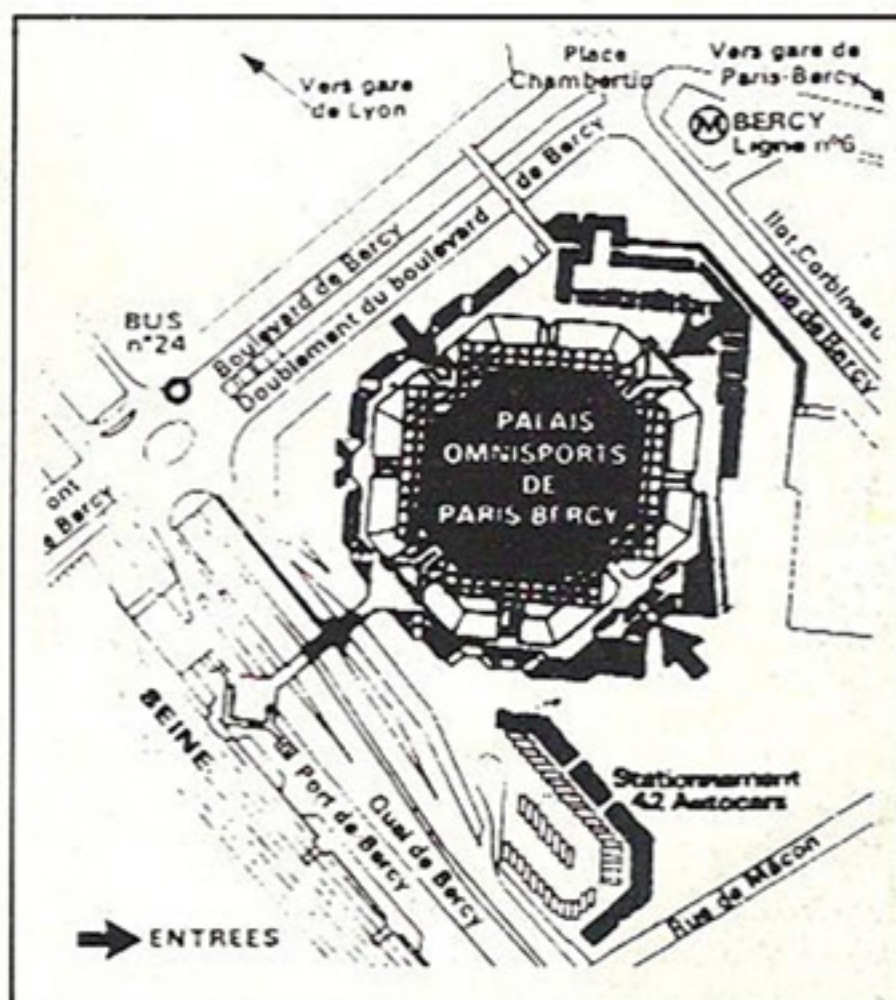 Place
Chambertin
Vers gare de
Paris-Bercy
Vers gare
de Lyon
BERCY
Ligne n°6
Boulevard de Bercy
Doublement du boulevard de Bercy
Ilot Corbineau
Rue de Bercy
BUS
n°24
PALAIS
OMNISPORTS
DE
PARIS BERCY
ont
e Bercy
SEINE
Port de Bercy
Quai de Bercy
Stationnement
42 Autocars
Rue de Mâcon
ENTREES